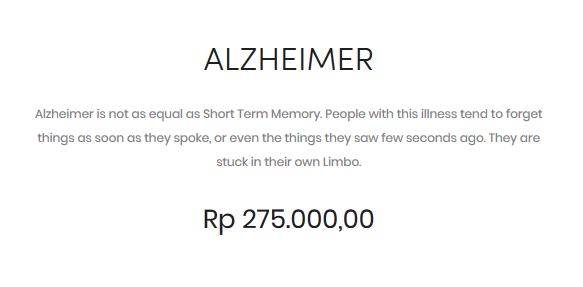 ALZHEIMER
Alzheimer is not as equal as Short Term Memory. People with this illness tend to forget
things as soon as they spoke, or even the things they saw few seconds ago. They are
stuck in their own Limbo.
Rp 275.000,00